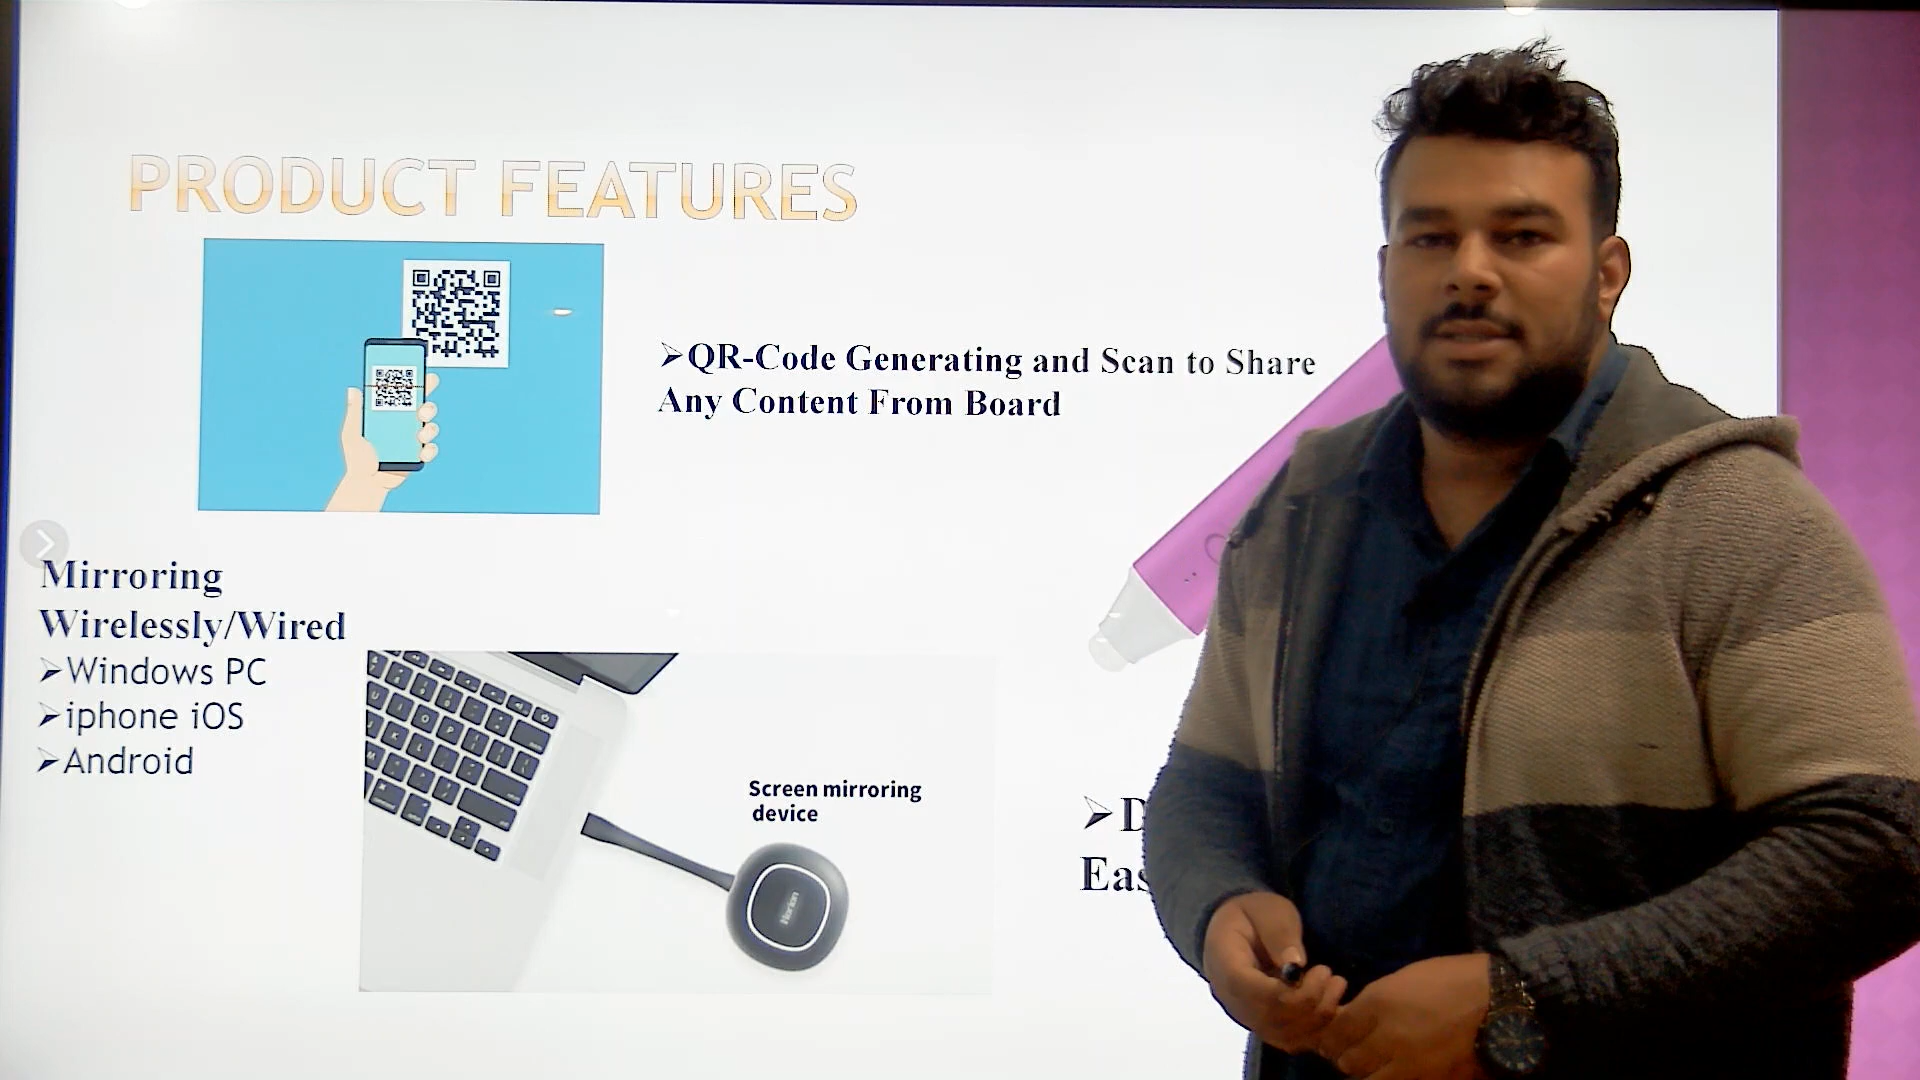 PRODUCT FEATURES
➢QR-Code Generating and Scan to Share
Any Content From Board
Mirroring
Wirelessly/Wired
➢Windows PC
➢iphone iOS
➢Android
Screen mirroring
device
Horion